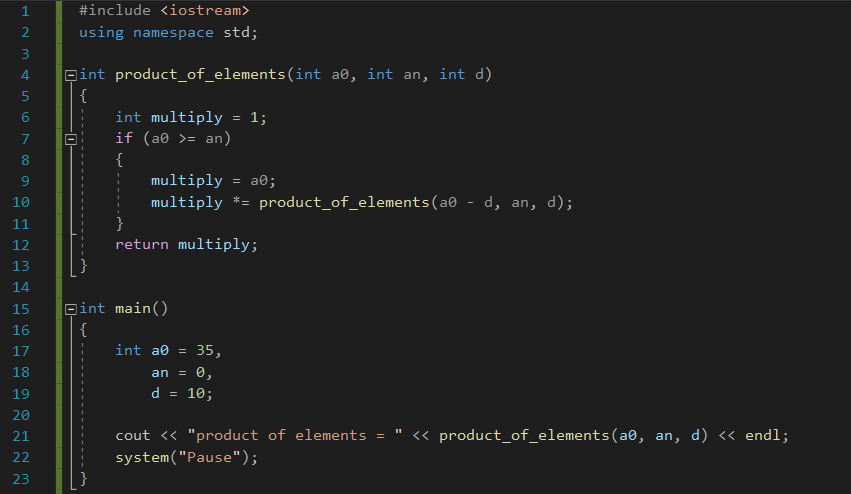 1 #include <iostream>
2 using namespace std;
3
4 int product_of_elements(int a0, int an, int d)
5 {
6     int multiply = 1;
7     if (a0 >= an)
8     {
9         multiply = a0;
10         multiply *= product_of_elements(a0 - d, an, d);
11     }
12     return multiply;
13 }
14
15 int main()
16 {
17     int a0 = 35,
18         an = 0,
19         d = 10;
20
21     cout << "product of elements = " << product_of_elements(a0, an, d) << endl;
22     system("Pause");
23 }